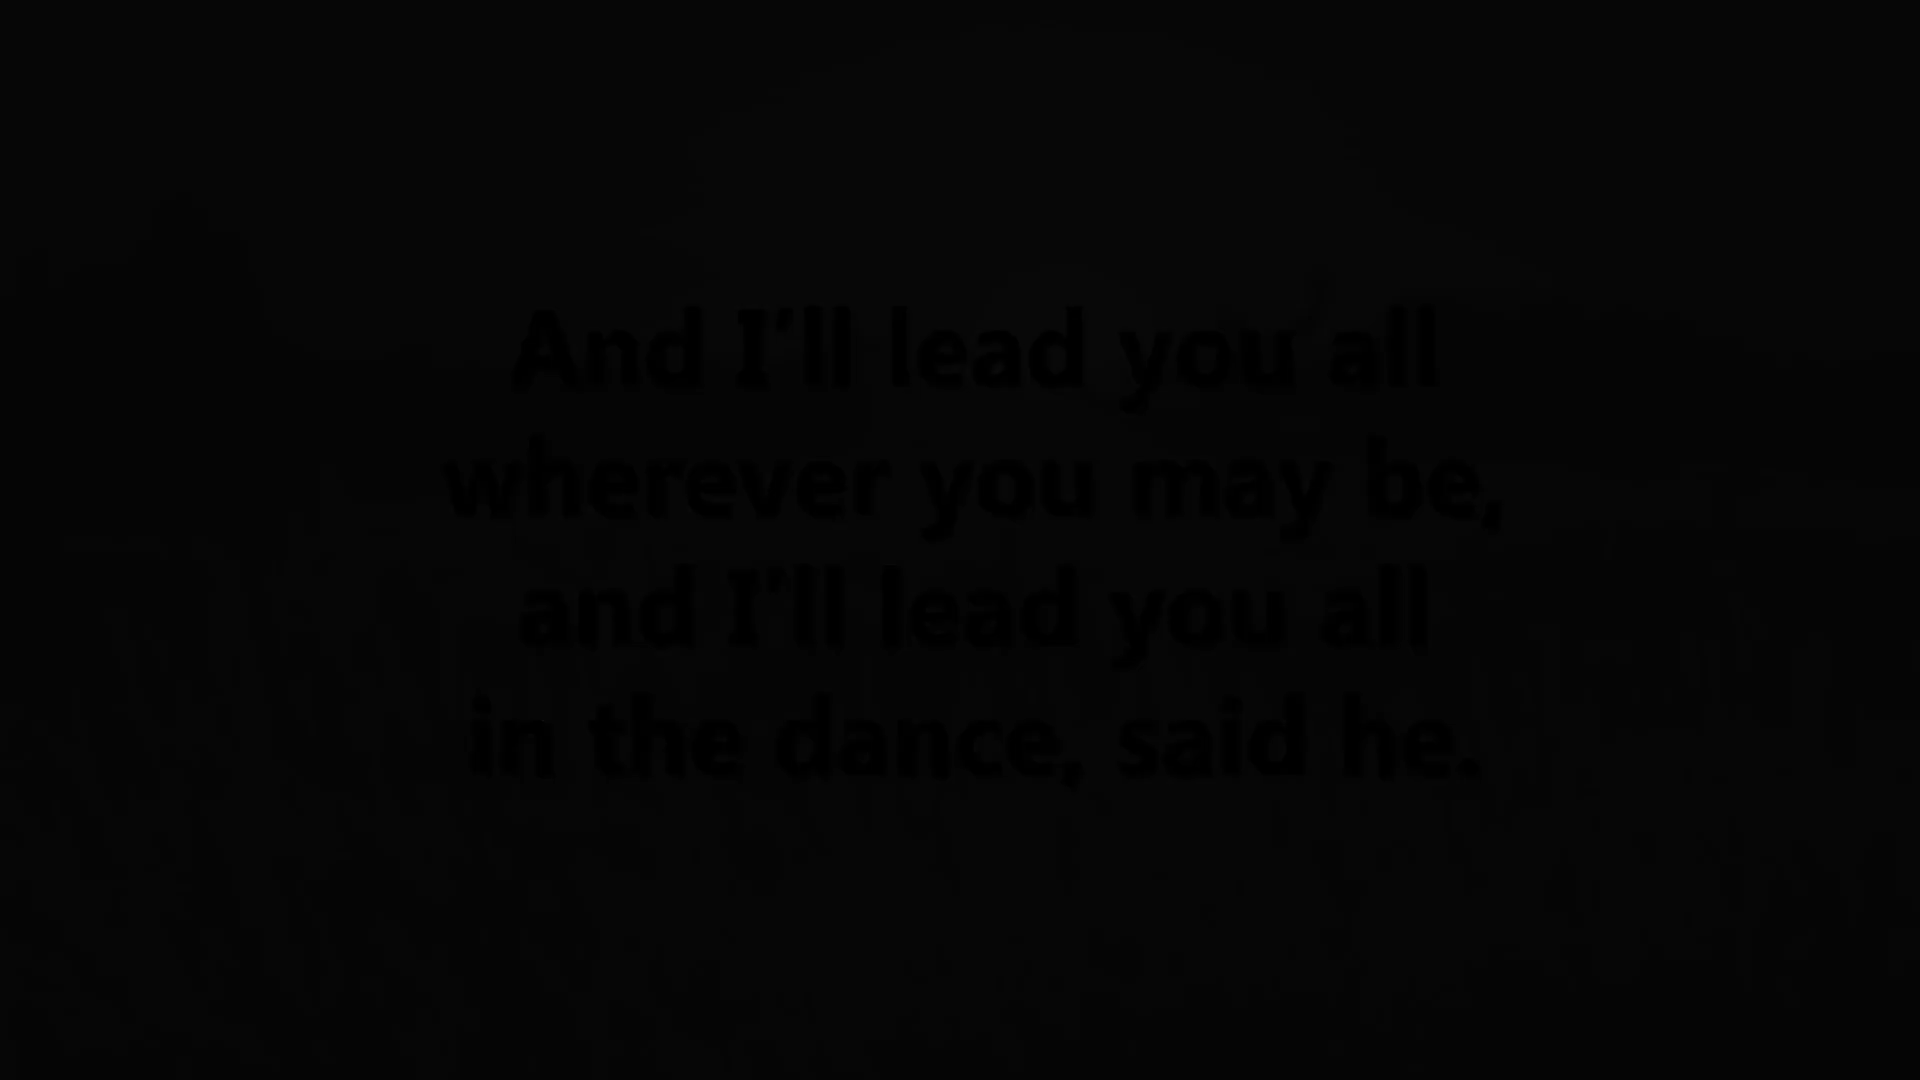 And I'll lead you all
wherever you may be,
and I'll lead you all
in the dance, said he.